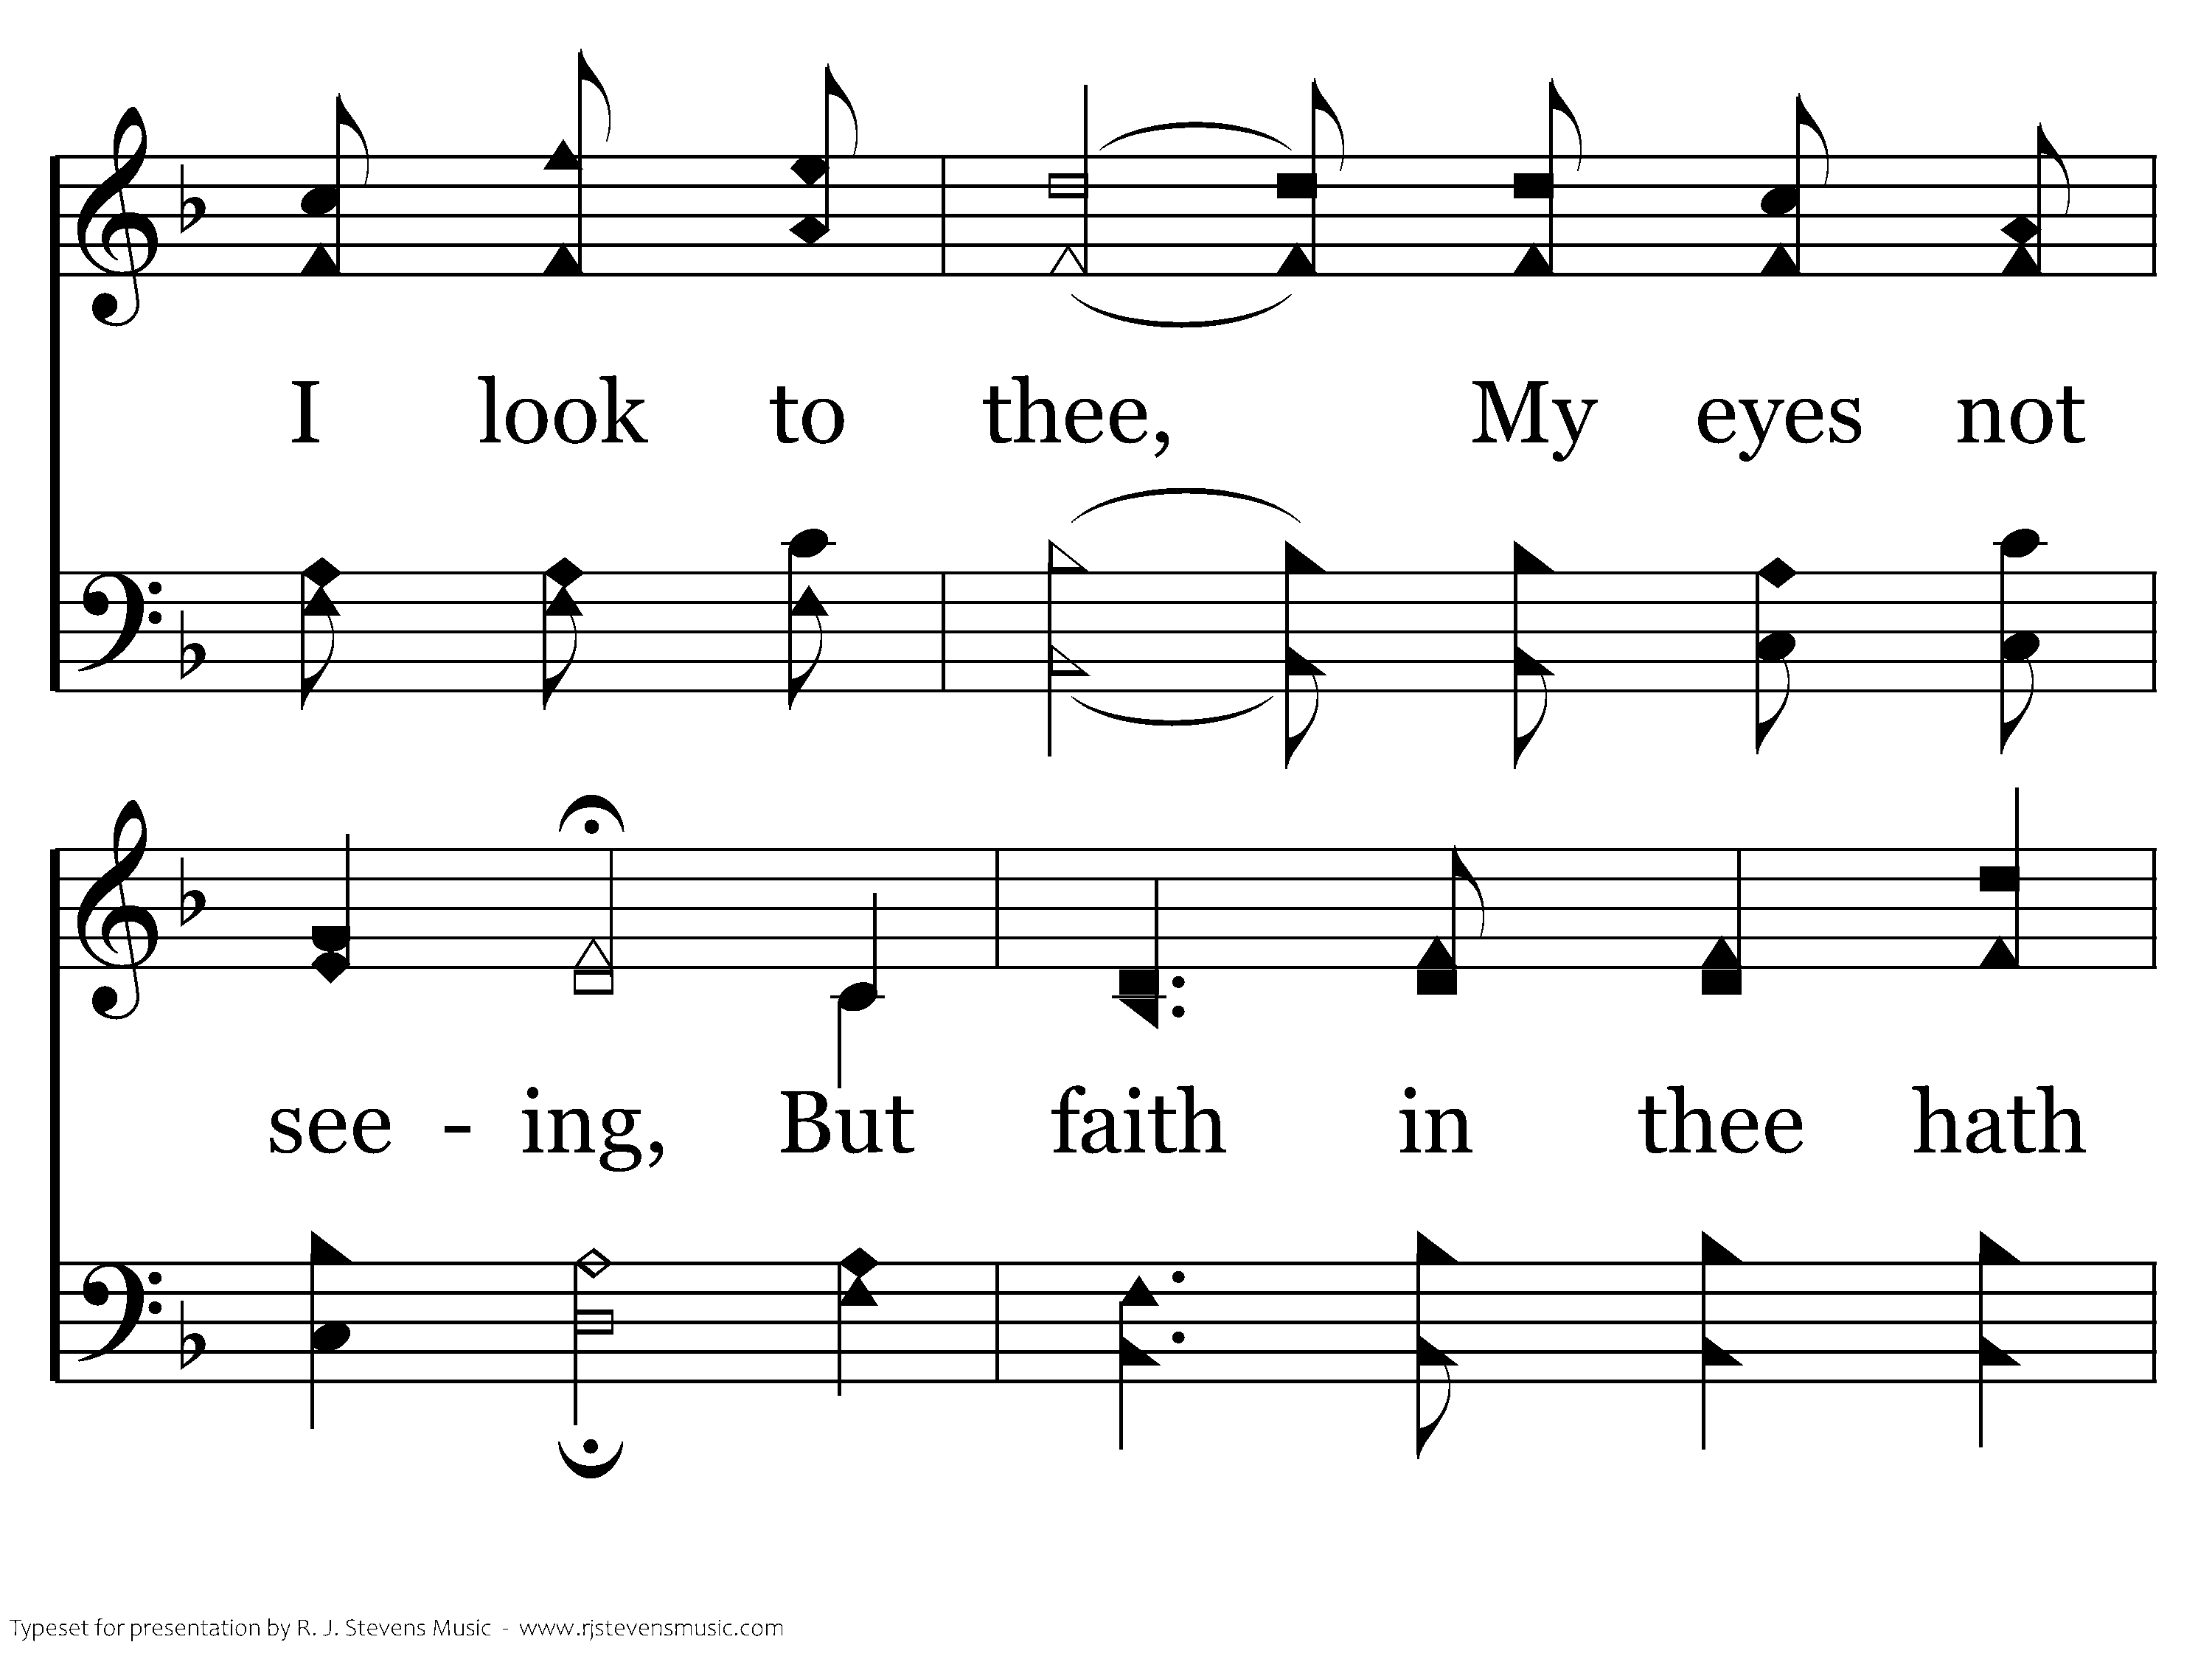 I look to thee, My eyes not
see - ing, But faith in thee hath
Typeset for presentation by R. J. Stevens Music - www.rjstevensmusic.com